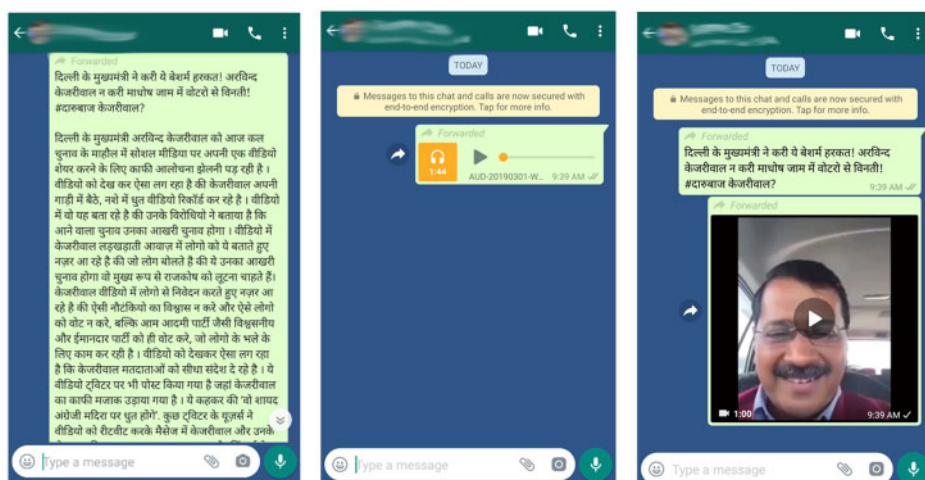 Forwarded
दिल्ली के मुख्यमंत्री ने करी ये बेशर्म हरकत! अरविन्द
केजरीवाल न करी माधोष जाम में वोटरो से विनती!
#दारुबाज केजरीवाल?
दिल्ली के मुख्यमंत्री अरविन्द केजरीवाल को आज कल
चुनाव के माहौल में सोशल मीडिया पर अपनी एक वीडियो
शेयर करने के लिए काफी आलोचना झेलनी पड़ रही है ।
वीडियो को देख कर ऐसा लग रहा है की केजरीवाल अपनी
गाड़ी में बैठे, नशे में धुत वीडियो रिकॉर्ड कर रहे है । वीडियो
में वो यह बता रहे है की उनके विरोधियो ने बताया है कि
आने वाला चुनाव उनका आखरी चुनाव होगा । वीडियो में
केजरीवाल लड़खड़ाती आवाज़ में लोगो को ये बताते हुए
नज़र आ रहे है की जो लोग बोलते है की ये उनका आखरी
चुनाव होगा वो मुख्य रूप से राजकोष को लूटना चाहते हैं।
केजरीवाल वीडियो में लोगो से निवेदन करते हुए नज़र आ
रहे है की ऐसी नौटंकियो का विश्वास न करे और ऐसे लोगो
को वोट न करे, बल्कि आम आदमी पार्टी जैसी विश्वसनीय
और ईमानदार पार्टी को ही वोट करे, जो लोगो के भले के
लिए काम कर रही है । वीडियो को देखकर ऐसा लग रहा
है कि केजरीवाल मतदाताओं को सीधा संदेश दे रहे है । ये
वीडियो ट्विटर पर भी पोस्ट किया गया है जहां केजरीवाल
का काफी मजाक उड़ाया गया है । ये कहकर की 'वो शायद
अंग्रेजी मदिरा पर धुत होंगे'. कुछ ट्विटर के यूज़र्स ने
वीडियो को रीटवीट करके मैसेज में केजरीवाल और उनके
Type a message
TODAY
Messages to this chat and calls are now secured with
end-to-end encryption. Tap for more info.
Forwarded
1:44
AUD-20190301-W... 9:39 AM
Type a message
TODAY
Messages to this chat and calls are now secured with
end-to-end encryption. Tap for more info.
Forwarded
दिल्ली के मुख्यमंत्री ने करी ये बेशर्म हरकत! अरविन्द
केजरीवाल न करी माधोष जाम में वोटरो से विनती!
#दारुबाज केजरीवाल?
9:39 AM
Forwarded
1:00 9:39 AM
Type a message